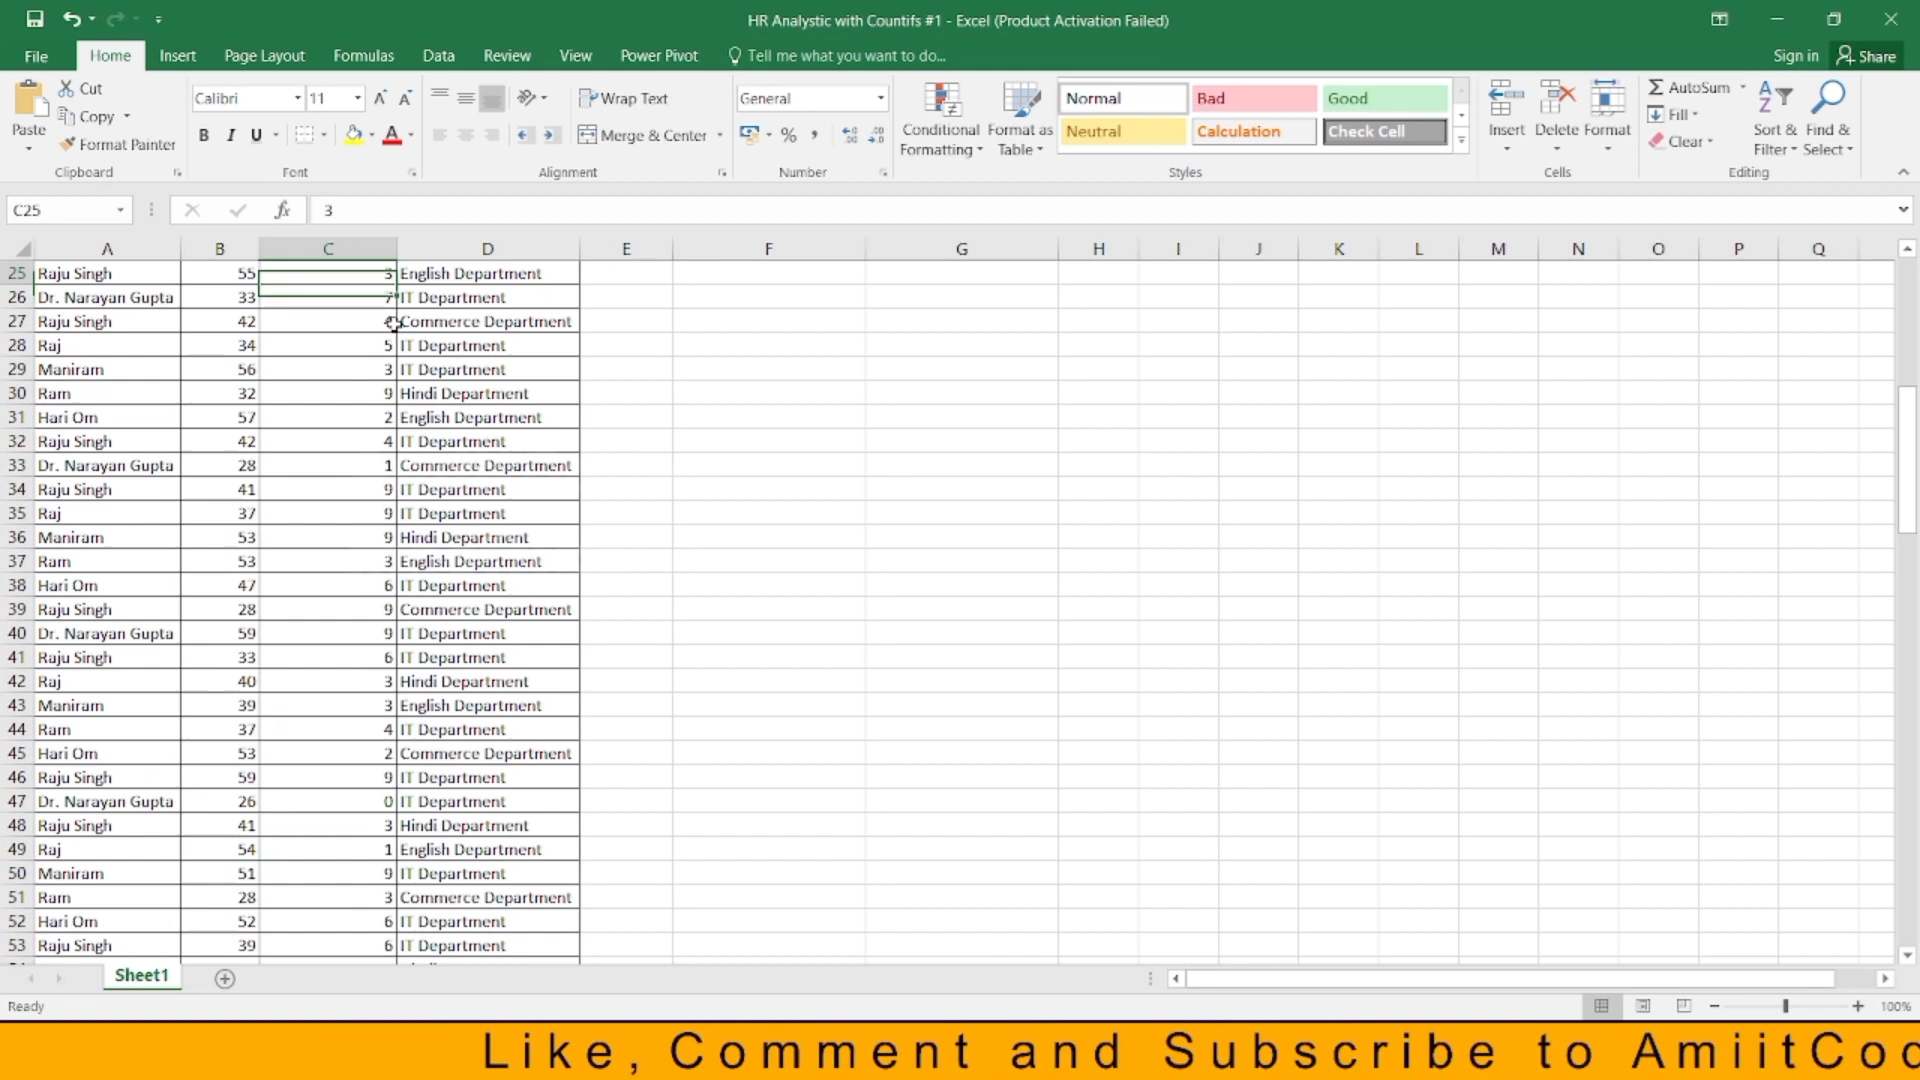 HR Analystic with Countifs #1 - Excel (Product Activation Failed)
File Home Insert Page Layout Formulas Data Review View Power Pivot Tell me what you want to do... Sign in Share
Paste Cut Copy Format Painter Clipboard
Calibri 11 B I U A Font
Wrap Text Merge & Center Alignment
General % , Number
Conditional Formatting Format as Table
Normal Bad Good
Neutral Calculation Check Cell
Styles
Insert Delete Format Cells
AutoSum Fill Clear Sort & Filter Find & Select Editing
C25 fx 3
A B C D E F G H I J K L M N O P Q
25 Raju Singh 55 3 English Department
26 Dr. Narayan Gupta 33 7 IT Department
27 Raju Singh 42 Commerce Department
28 Raj 34 5 IT Department
29 Maniram 56 3 IT Department
30 Ram 32 9 Hindi Department
31 Hari Om 57 2 English Department
32 Raju Singh 42 4 IT Department
33 Dr. Narayan Gupta 28 1 Commerce Department
34 Raju Singh 41 9 IT Department
35 Raj 37 9 IT Department
36 Maniram 53 9 Hindi Department
37 Ram 53 3 English Department
38 Hari Om 47 6 IT Department
39 Raju Singh 28 9 Commerce Department
40 Dr. Narayan Gupta 59 9 IT Department
41 Raju Singh 33 6 IT Department
42 Raj 40 3 Hindi Department
43 Maniram 39 3 English Department
44 Ram 37 4 IT Department
45 Hari Om 53 2 Commerce Department
46 Raju Singh 59 9 IT Department
47 Dr. Narayan Gupta 26 0 IT Department
48 Raju Singh 41 3 Hindi Department
49 Raj 54 1 English Department
50 Maniram 51 9 IT Department
51 Ram 28 3 Commerce Department
52 Hari Om 52 6 IT Department
53 Raju Singh 39 6 IT Department
Sheet1
Ready 100%
Like, Comment and Subscribe to AmiitCo